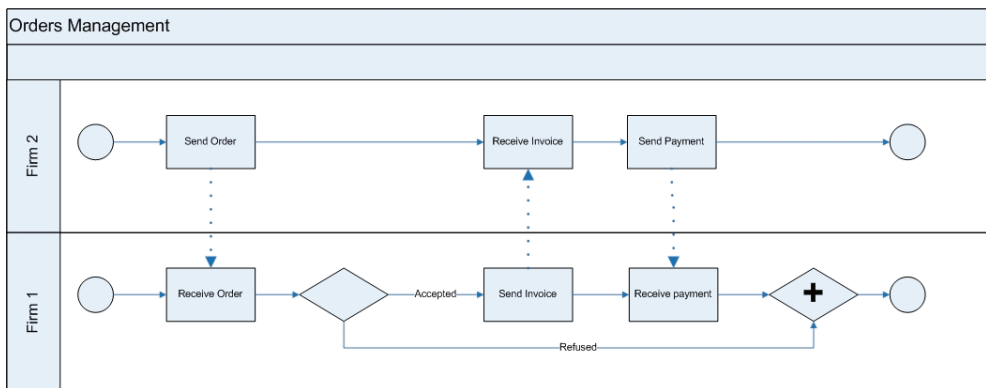 Orders Management
Firm 2
Send Order
Receive Invoice
Send Payment
Firm 1
Receive Order
Accepted
Send Invoice
Receive payment
Refused